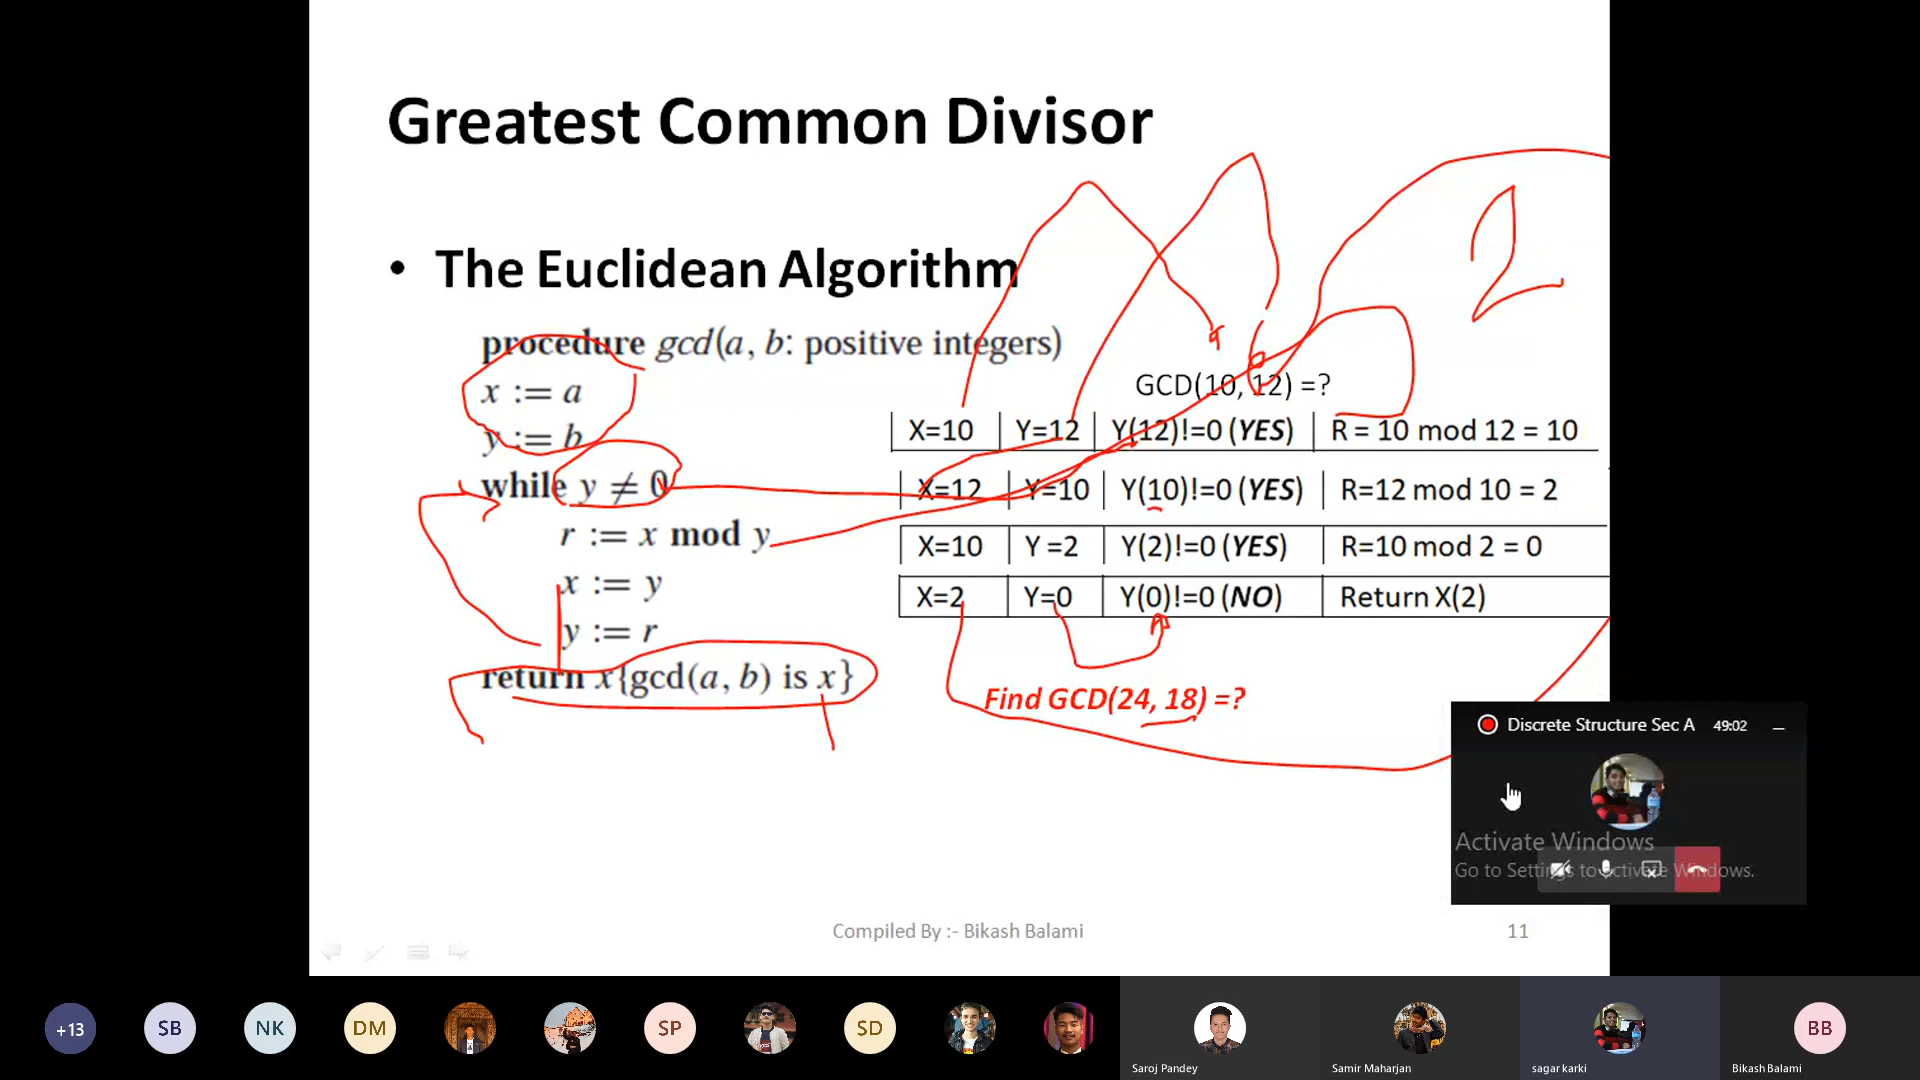 Greatest Common Divisor
2
• The Euclidean Algorithm
procedure gcd(a, b: positive integers)
x := a
y := b
while y ≠ 0
r := x mod y
x := y
y := r
return x{gcd(a, b) is x}
GCD(10, 12) =?
X=10 Y=12 Y(12)!=0 (YES) R = 10 mod 12 = 10
X=12 Y=10 Y(10)!=0 (YES) R=12 mod 10 = 2
X=10 Y =2 Y(2)!=0 (YES) R=10 mod 2 = 0
X=2 Y=0 Y(0)!=0 (NO) Return X(2)
Find GCD(24, 18) =?
Discrete Structure Sec A 49:02
Activate Windows
Go to Settings to activate Windows.
Compiled By :- Bikash Balami 11
+13 SB NK DM SP SD BB
Saroj Pandey Samir Maharjan sagar karki Bikash Balami